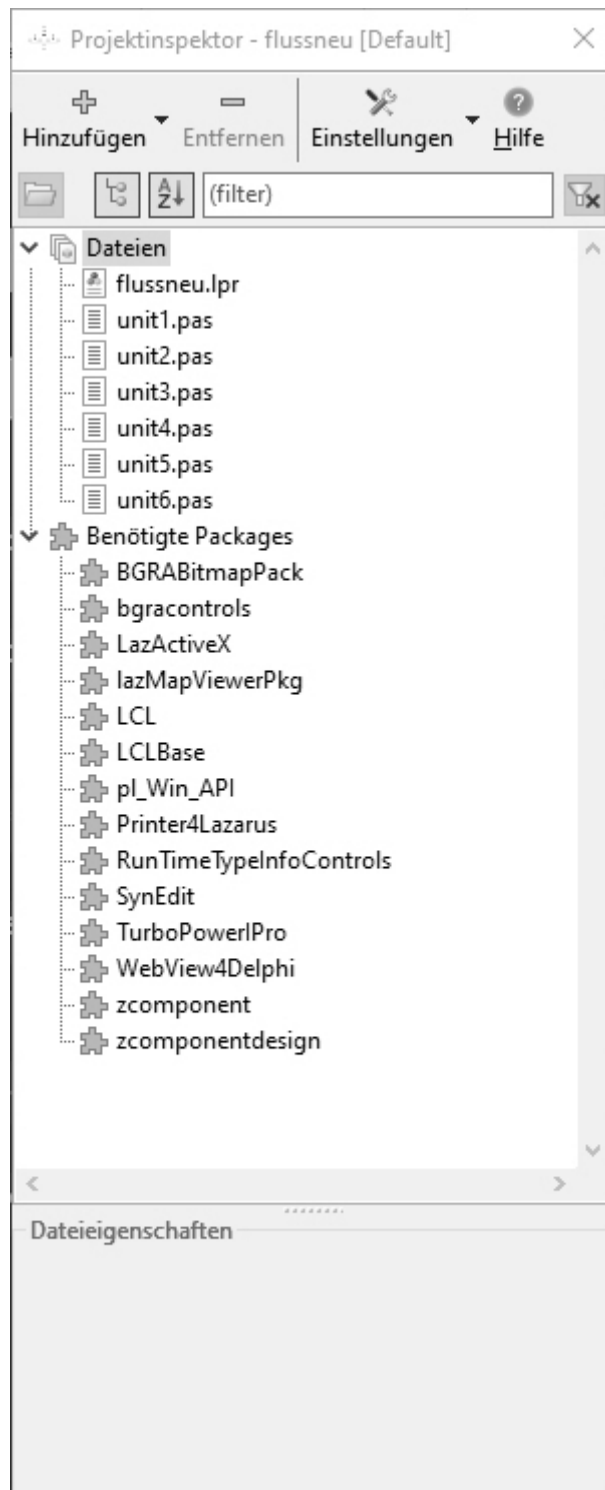 Projektinspektor - flussneu [Default]
Hinzufügen Entfernen Einstellungen Hilfe
(filter)
Dateien
flussneu.lpr
unit1.pas
unit2.pas
unit3.pas
unit4.pas
unit5.pas
unit6.pas
Benötigte Packages
BGRABitmapPack
bgracontrols
LazActiveX
lazMapViewerPkg
LCL
LCLBase
pl_Win_API
Printer4Lazarus
RunTimeTypeInfoControls
SynEdit
TurboPowerIPro
WebView4Delphi
zcomponent
zcomponentdesign
Dateieigenschaften